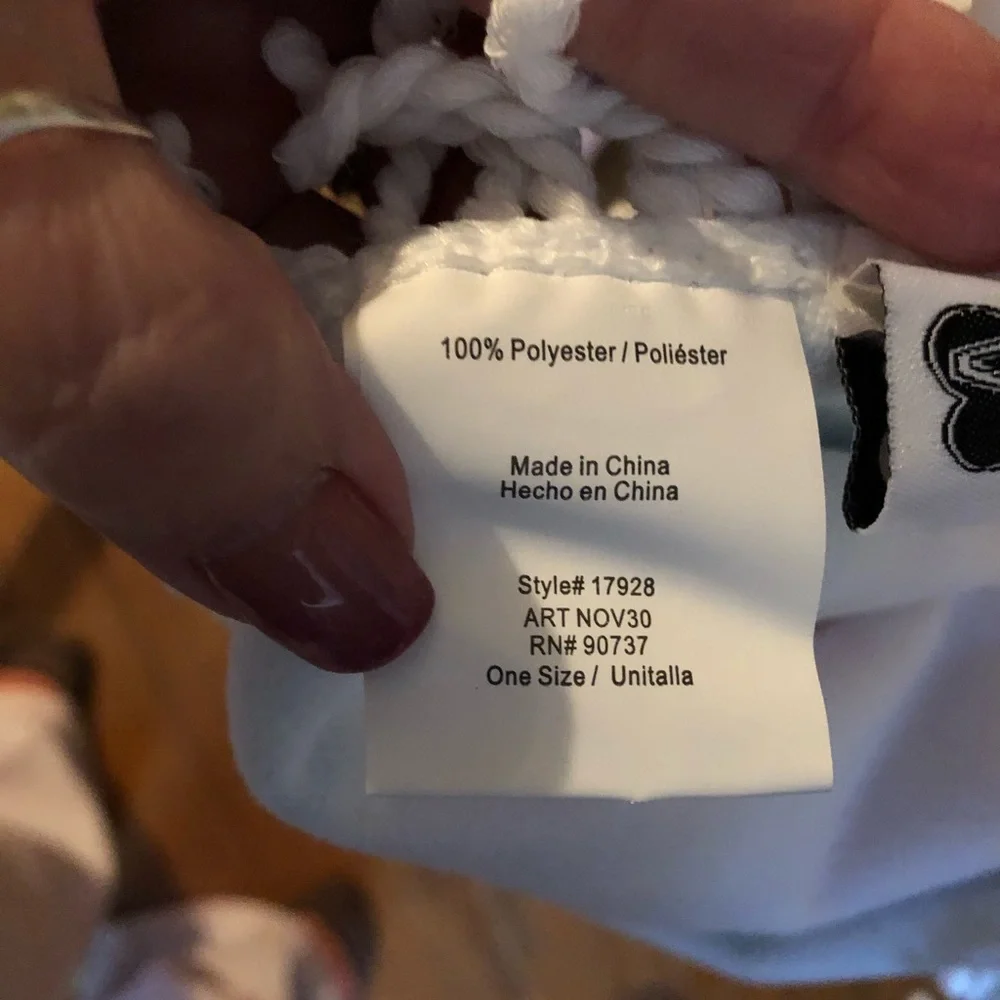 100% Polyester / Poliéster
Made in China
Hecho en China
Style# 17928
ART NOV30
RN# 90737
One Size / Unitalla